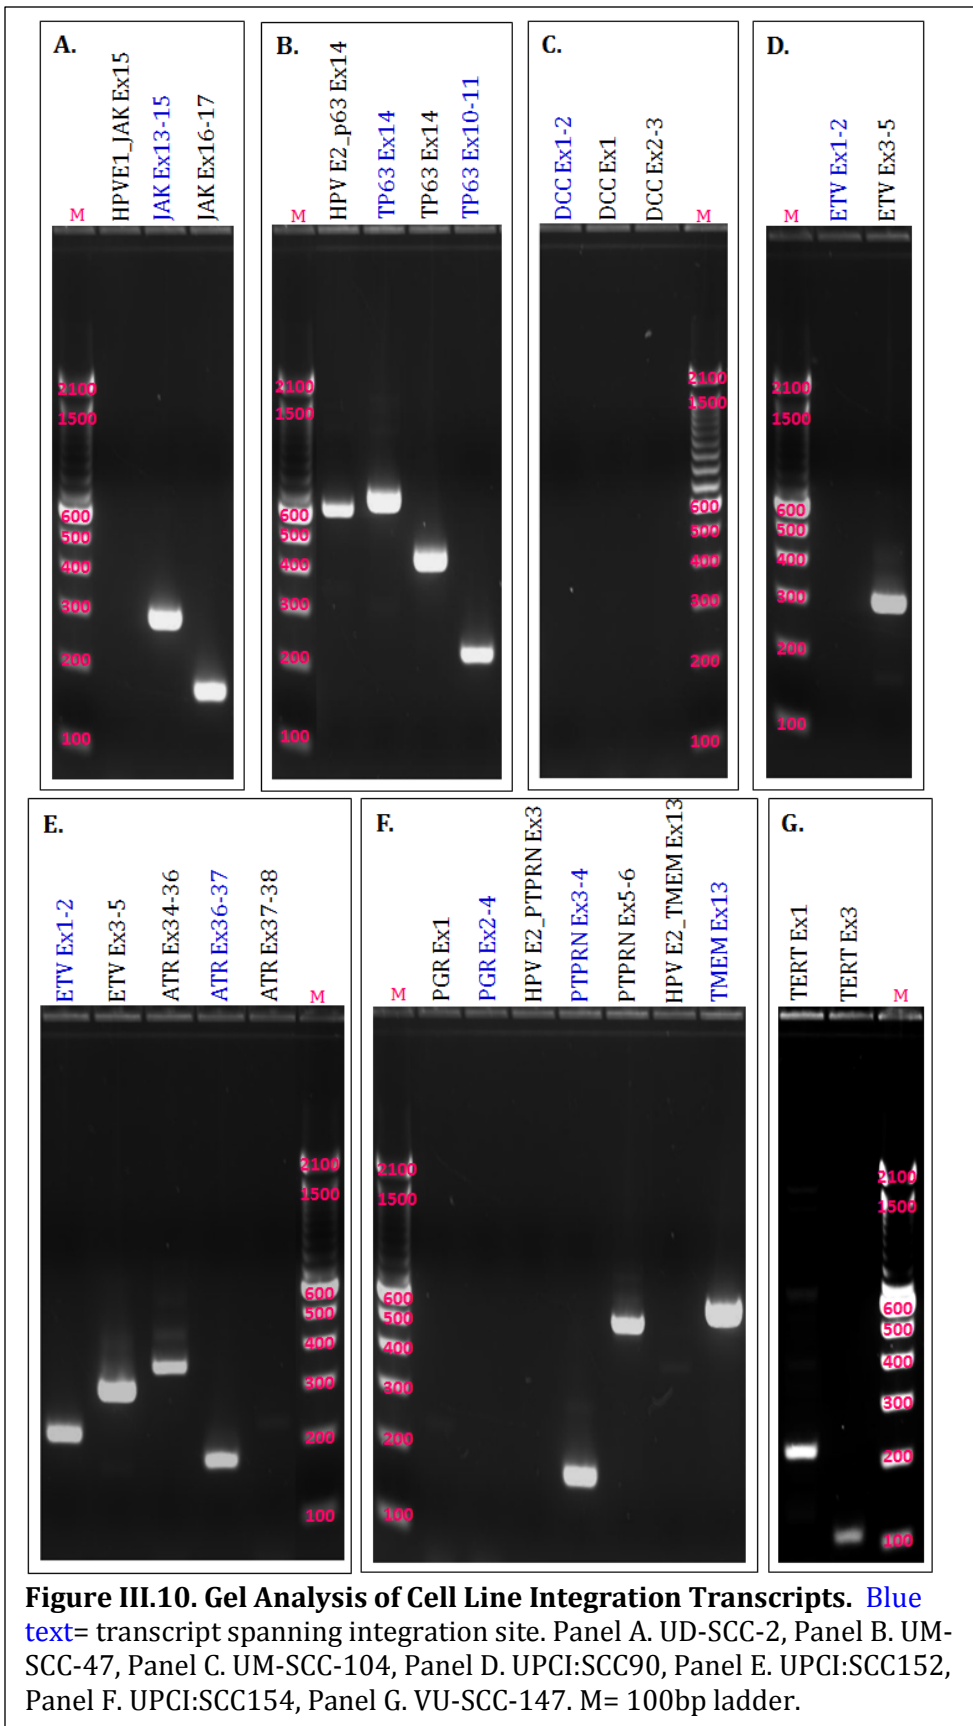 A.
HPVE1_JAK Ex15
JAK Ex13-15
JAK Ex16-17
M
2100
1500
600
500
400
300
200
100
B.
HPV E2_p63 Ex14
TP63 Ex14
TP63 Ex14
TP63 Ex10-11
M
2100
1500
600
500
400
300
200
100
C.
DCC Ex1-2
DCC Ex1
DCC Ex2-3
M
2100
1500
600
500
400
300
200
100
D.
M
ETV Ex1-2
ETV Ex3-5
2100
1500
600
500
400
300
200
100
E.
ETV Ex1-2
ETV Ex3-5
ATR Ex34-36
ATR Ex36-37
ATR Ex37-38
M
2100
1500
600
500
400
300
200
100
F.
M
PGR Ex1
PGR Ex2-4
HPV E2_PTPRN Ex3
PTPRN Ex3-4
PTPRN Ex5-6
HPV E2_TMEM Ex13
TMEM Ex13
2100
1500
600
500
400
300
200
100
G.
TERT Ex1
TERT Ex3
M
2100
1500
600
500
400
300
200
100
Figure III.10. Gel Analysis of Cell Line Integration Transcripts. Blue
text= transcript spanning integration site. Panel A. UD-SCC-2, Panel B. UM-
SCC-47, Panel C. UM-SCC-104, Panel D. UPCI:SCC90, Panel E. UPCI:SCC152,
Panel F. UPCI:SCC154, Panel G. VU-SCC-147. M= 100bp ladder.